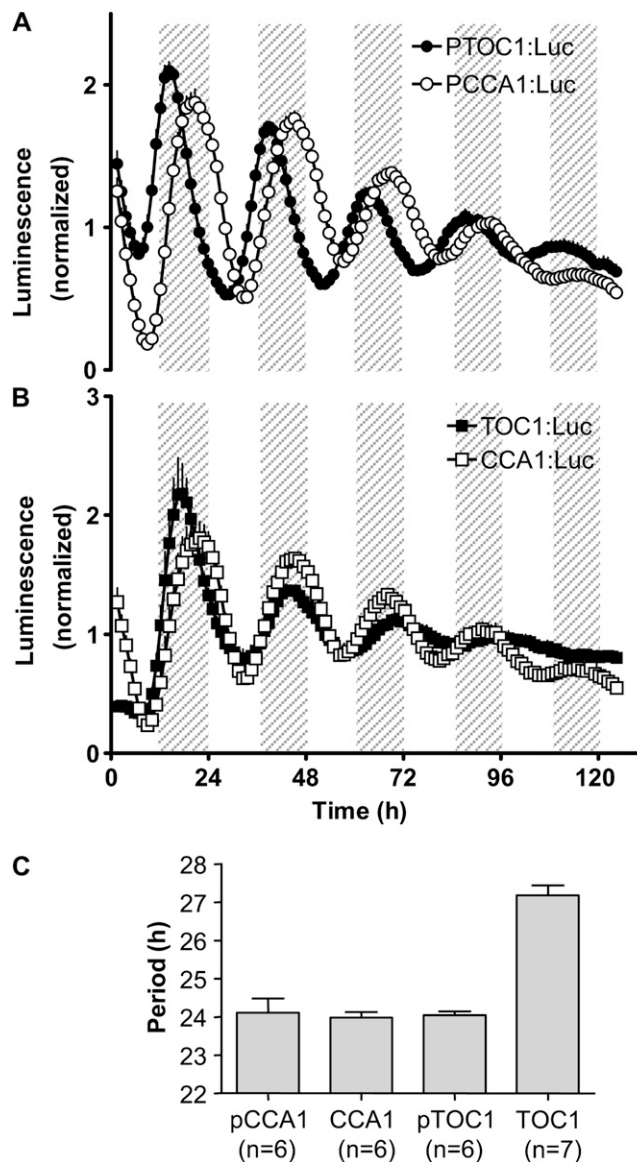 A
PTOC1:Luc
PCCA1:Luc
Luminescence
(normalized)
2
1
0
B
TOC1:Luc
CCA1:Luc
Luminescence
(normalized)
3
2
1
0
0 24 48 72 96 120
Time (h)
C
Period (h)
28
27
26
25
24
23
22
pCCA1 CCA1 pTOC1 TOC1
(n=6) (n=6) (n=6) (n=7)